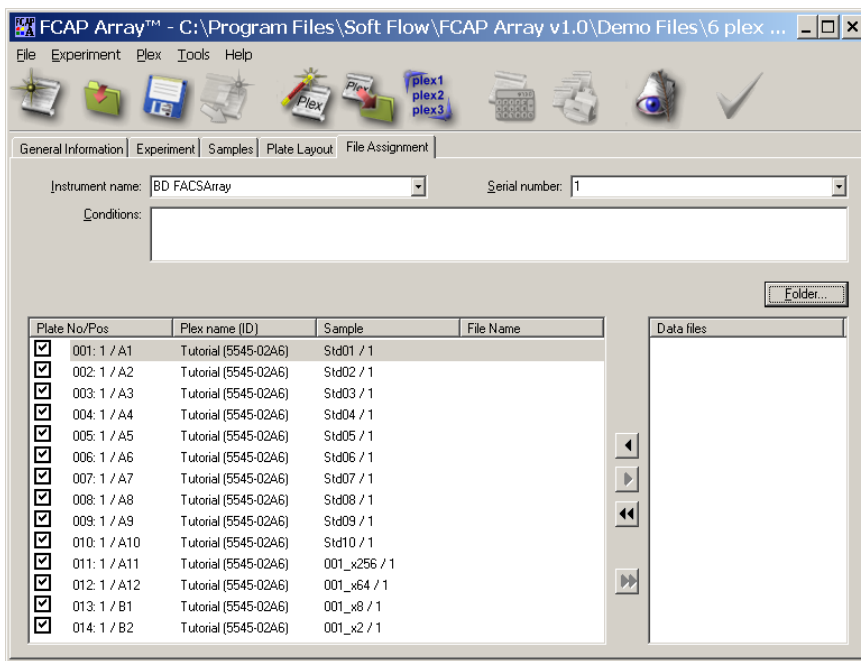 FCAP Array™ - C:\Program Files\Soft Flow\FCAP Array v1.0\Demo Files\6 plex ...
File Experiment Plex Tools Help
Plex
Plex
plex1
plex2
plex3
General Information Experiment Samples Plate Layout File Assignment
Instrument name: BD FACSArray Serial number: 1
Conditions:
Folder...
Plate No/Pos Plex name (ID) Sample File Name Data files
001: 1 / A1 Tutorial (5545-02A6) Std01 / 1
002: 1 / A2 Tutorial (5545-02A6) Std02 / 1
003: 1 / A3 Tutorial (5545-02A6) Std03 / 1
004: 1 / A4 Tutorial (5545-02A6) Std04 / 1
005: 1 / A5 Tutorial (5545-02A6) Std05 / 1
006: 1 / A6 Tutorial (5545-02A6) Std06 / 1
007: 1 / A7 Tutorial (5545-02A6) Std07 / 1
008: 1 / A8 Tutorial (5545-02A6) Std08 / 1
009: 1 / A9 Tutorial (5545-02A6) Std09 / 1
010: 1 / A10 Tutorial (5545-02A6) Std10 / 1
011: 1 / A11 Tutorial (5545-02A6) 001_x256 / 1
012: 1 / A12 Tutorial (5545-02A6) 001_x64 / 1
013: 1 / B1 Tutorial (5545-02A6) 001_x8 / 1
014: 1 / B2 Tutorial (5545-02A6) 001_x2 / 1